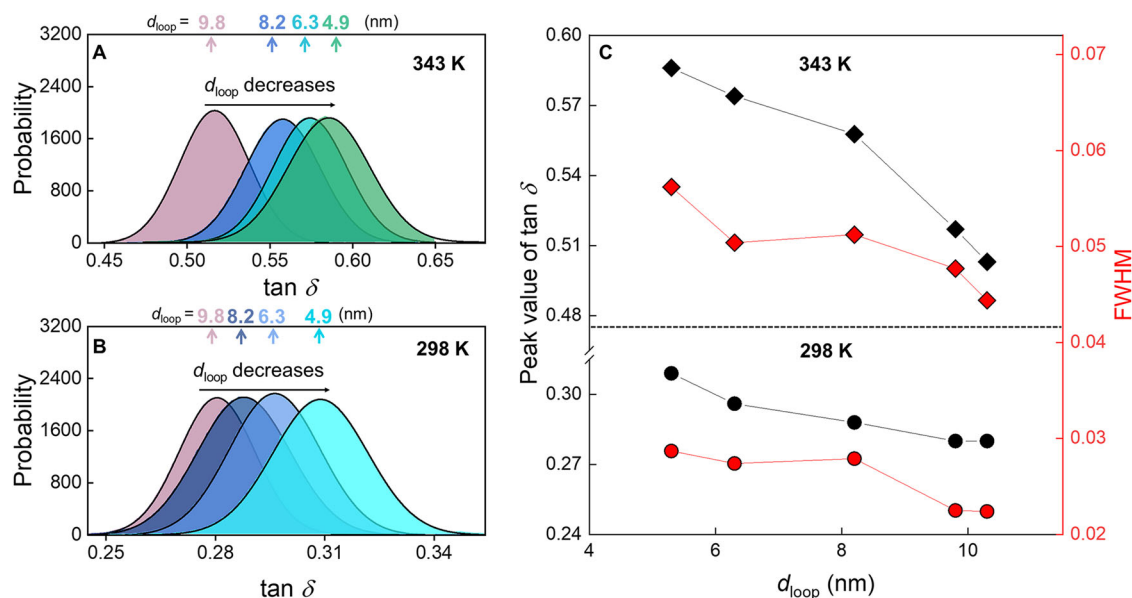 d_loop = 9.8 8.2 6.3 4.9 (nm)
A
343 K
d_loop decreases
3200
2400
1600
800
0
Probability
0.45 0.50 0.55 0.60 0.65
tan δ
d_loop = 9.8 8.2 6.3 4.9 (nm)
B
298 K
d_loop decreases
3200
2400
1600
800
0
Probability
0.25 0.28 0.31 0.34
tan δ
C
343 K
298 K
0.60
0.57
0.54
0.51
0.48
0.30
0.27
0.24
Peak value of tan δ
0.07
0.06
0.05
0.04
0.03
0.02
FWHM
4 6 8 10
d_loop (nm)